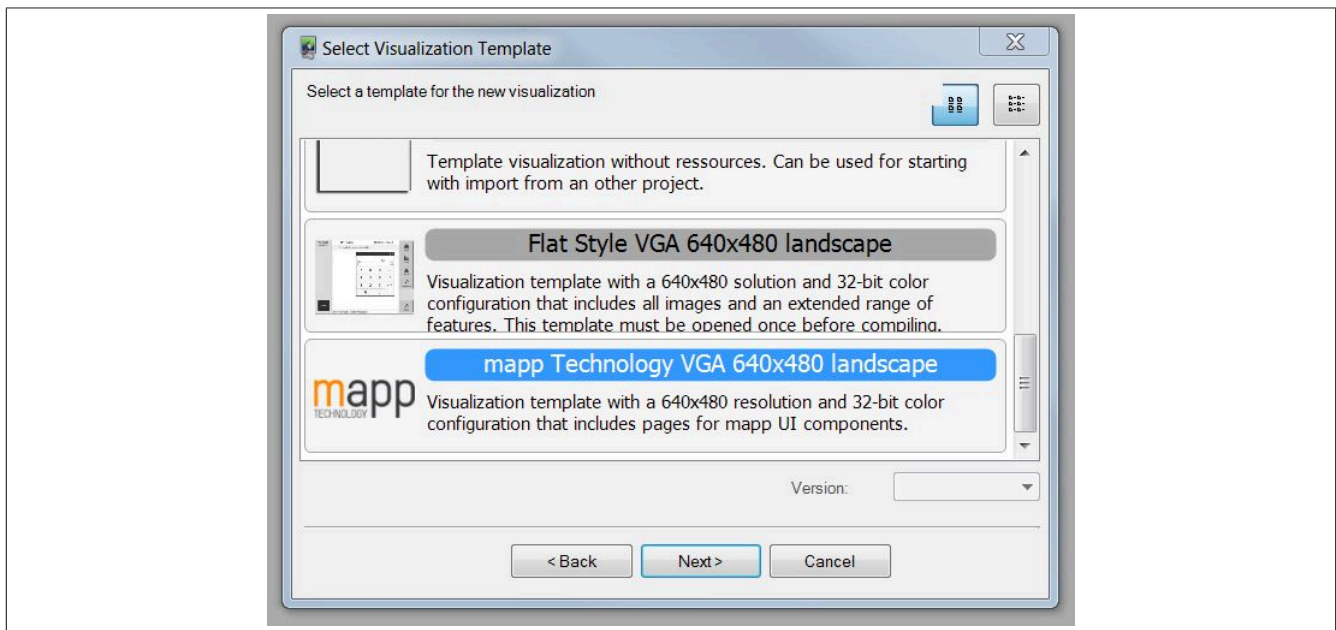 Select Visualization Template
Select a template for the new visualization
Template visualization without ressources. Can be used for starting
with import from an other project.
Flat Style VGA 640x480 landscape
Visualization template with a 640x480 solution and 32-bit color
configuration that includes all images and an extended range of
features. This template must be opened once before compiling.
mapp Technology VGA 640x480 landscape
mapp
TECHNOLOGY
Visualization template with a 640x480 resolution and 32-bit color
configuration that includes pages for mapp UI components.
Version:
< Back
Next >
Cancel